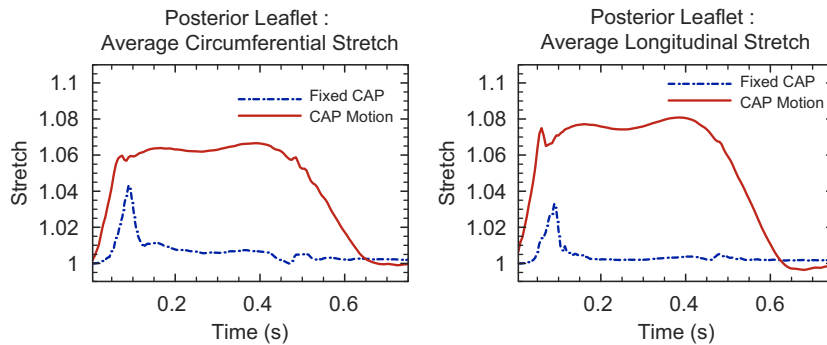 Posterior Leaflet :
Average Circumferential Stretch
1.1
1.08
1.06
1.04
1.02
1
Stretch
Fixed CAP
CAP Motion
0.2
0.4
0.6
Time (s)
Posterior Leaflet :
Average Longitudinal Stretch
1.1
1.08
1.06
1.04
1.02
1
Stretch
Fixed CAP
CAP Motion
0.2
0.4
0.6
Time (s)